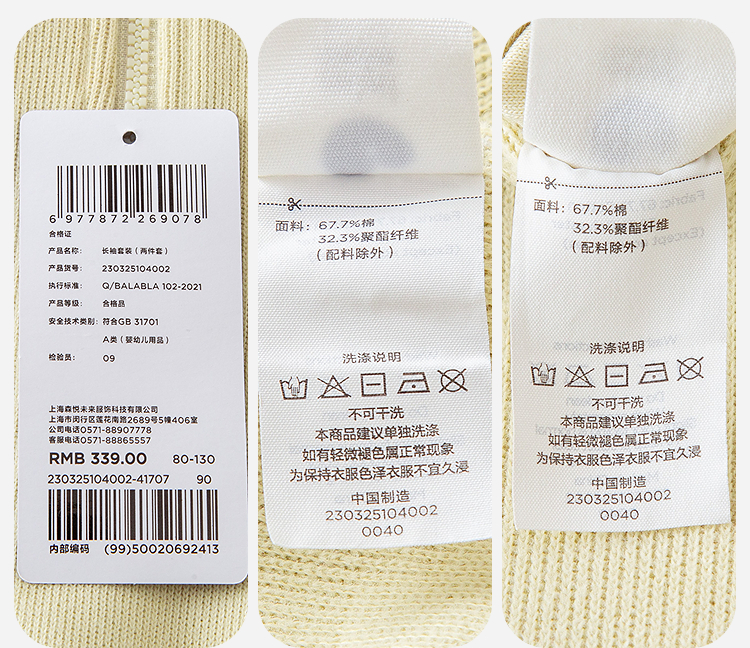 6 977872 269078
合格证
产品名称： 长袖套装（两件套）
产品货号： 230325104002
执行标准： Q/BALABLA 102-2021
产品等级： 合格品
安全技术类别： 符合GB 31701
A类（婴幼儿用品）
检验员： 09
上海森悦未来服饰科技有限公司
上海市闵行区莲花南路2689号5幢406室
公司电话0571-88907778
客服电话0571-88865557
RMB 339.00 80-130
230325104002-41707 90
内部编码 (99)50020692413
面料：67.7%棉
32.3%聚酯纤维
（配料除外）
洗涤说明
不可干洗
本商品建议单独洗涤
如有轻微褪色属正常现象
为保持衣服色泽衣服不宜久浸
中国制造
230325104002
0040
面料：67.7%棉
32.3%聚酯纤维
（配料除外）
洗涤说明
不可干洗
本商品建议单独洗涤
如有轻微褪色属正常现象
为保持衣服色泽衣服不宜久浸
中国制造
230325104002
0040